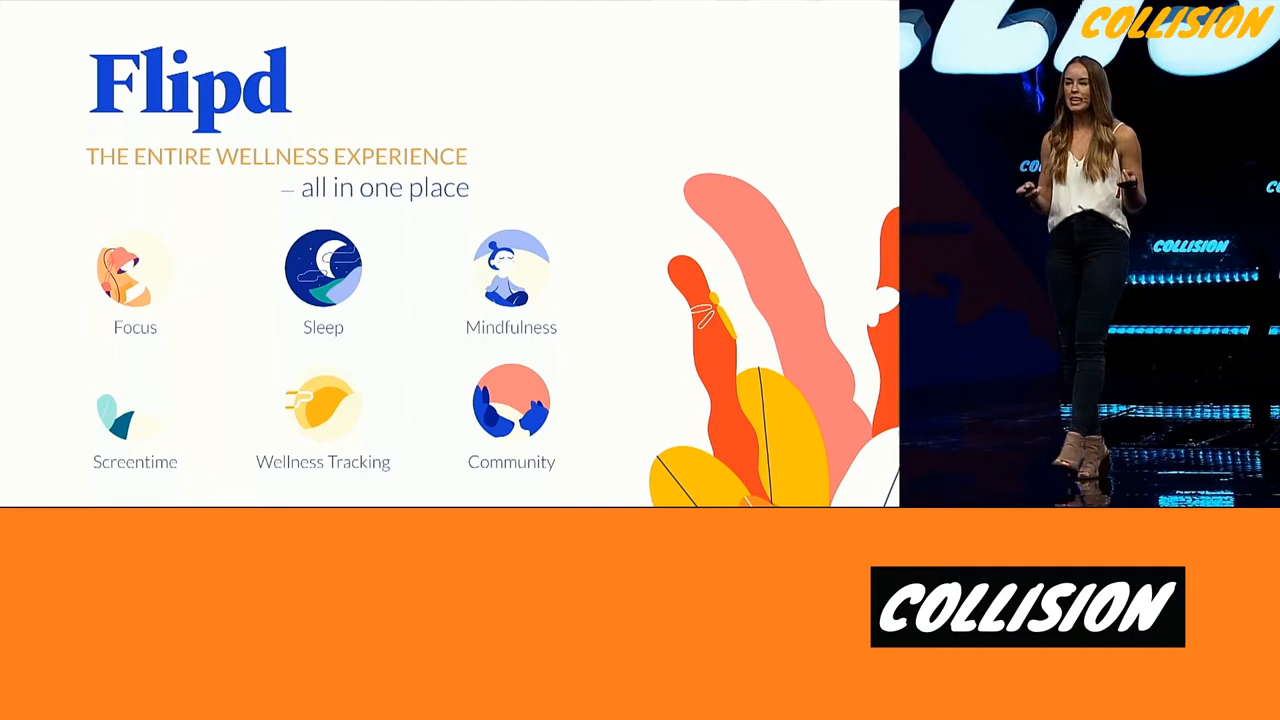 Flipd
THE ENTIRE WELLNESS EXPERIENCE
– all in one place
Focus
Sleep
Mindfulness
Screentime
Wellness Tracking
Community
COLLISION
COLLISION
COLLISION